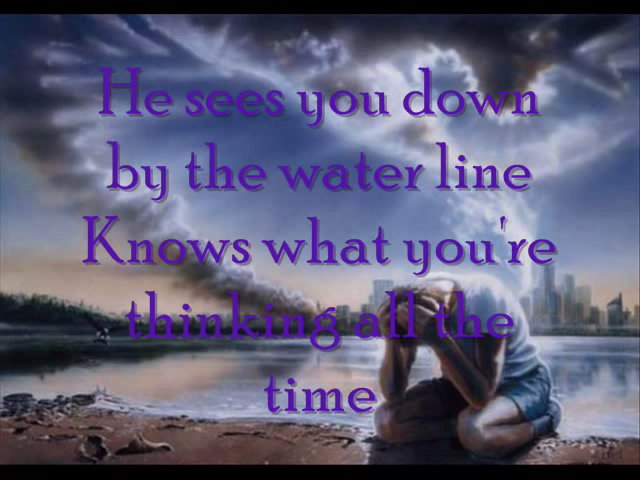 He sees you down
by the water line
Knows what you're
thinking all the
time